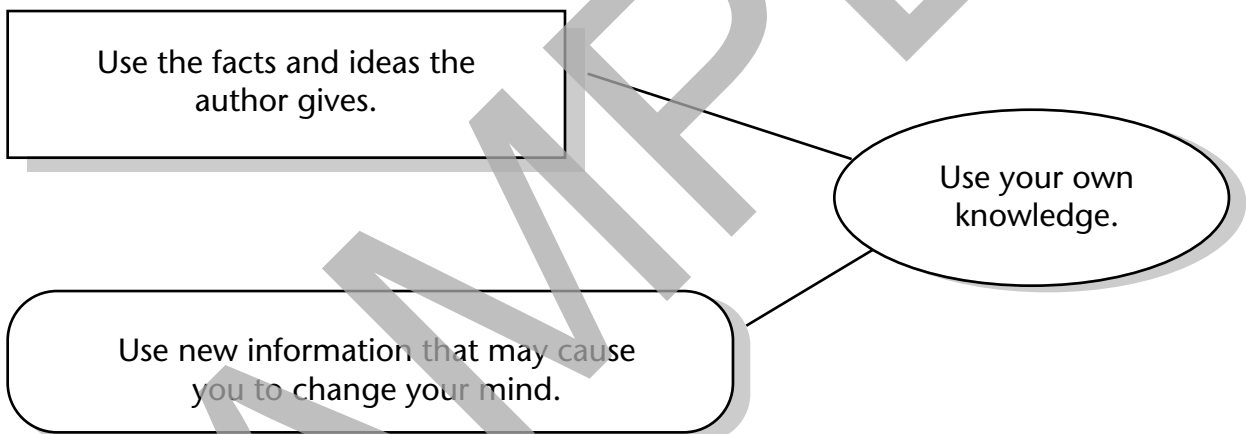 Use the facts and ideas the
author gives.
Use your own
knowledge.
Use new information that may cause
you to change your mind.